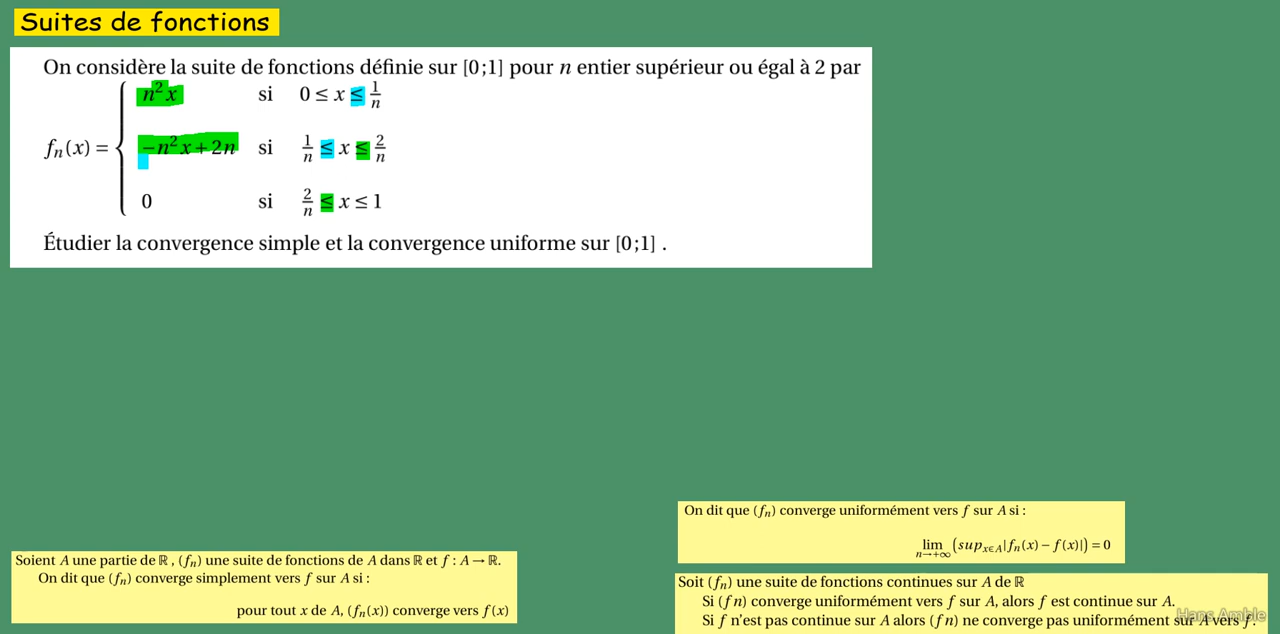 Suites de fonctions
On considère la suite de fonctions définie sur [0;1] pour n entier supérieur ou égal à 2 par
n²x si 0 ≤ x ≤ 1/n
fₙ(x) = { −n²x + 2n si 1/n ≤ x ≤ 2/n
0 si 2/n ≤ x ≤ 1
Étudier la convergence simple et la convergence uniforme sur [0;1] .
On dit que (fₙ) converge uniformément vers f sur A si :
lim n→+∞ (sup x∈A |fₙ(x) − f(x)|) = 0
Soient A une partie de ℝ , (fₙ) une suite de fonctions de A dans ℝ et f : A → ℝ.
On dit que (fₙ) converge simplement vers f sur A si :
pour tout x de A, (fₙ(x)) converge vers f(x)
Soit (fₙ) une suite de fonctions continues sur A de ℝ
Si (fn) converge uniformément vers f sur A, alors f est continue sur A.
Si f n'est pas continue sur A alors (fn) ne converge pas uniformément sur A vers f.
Hans Amble